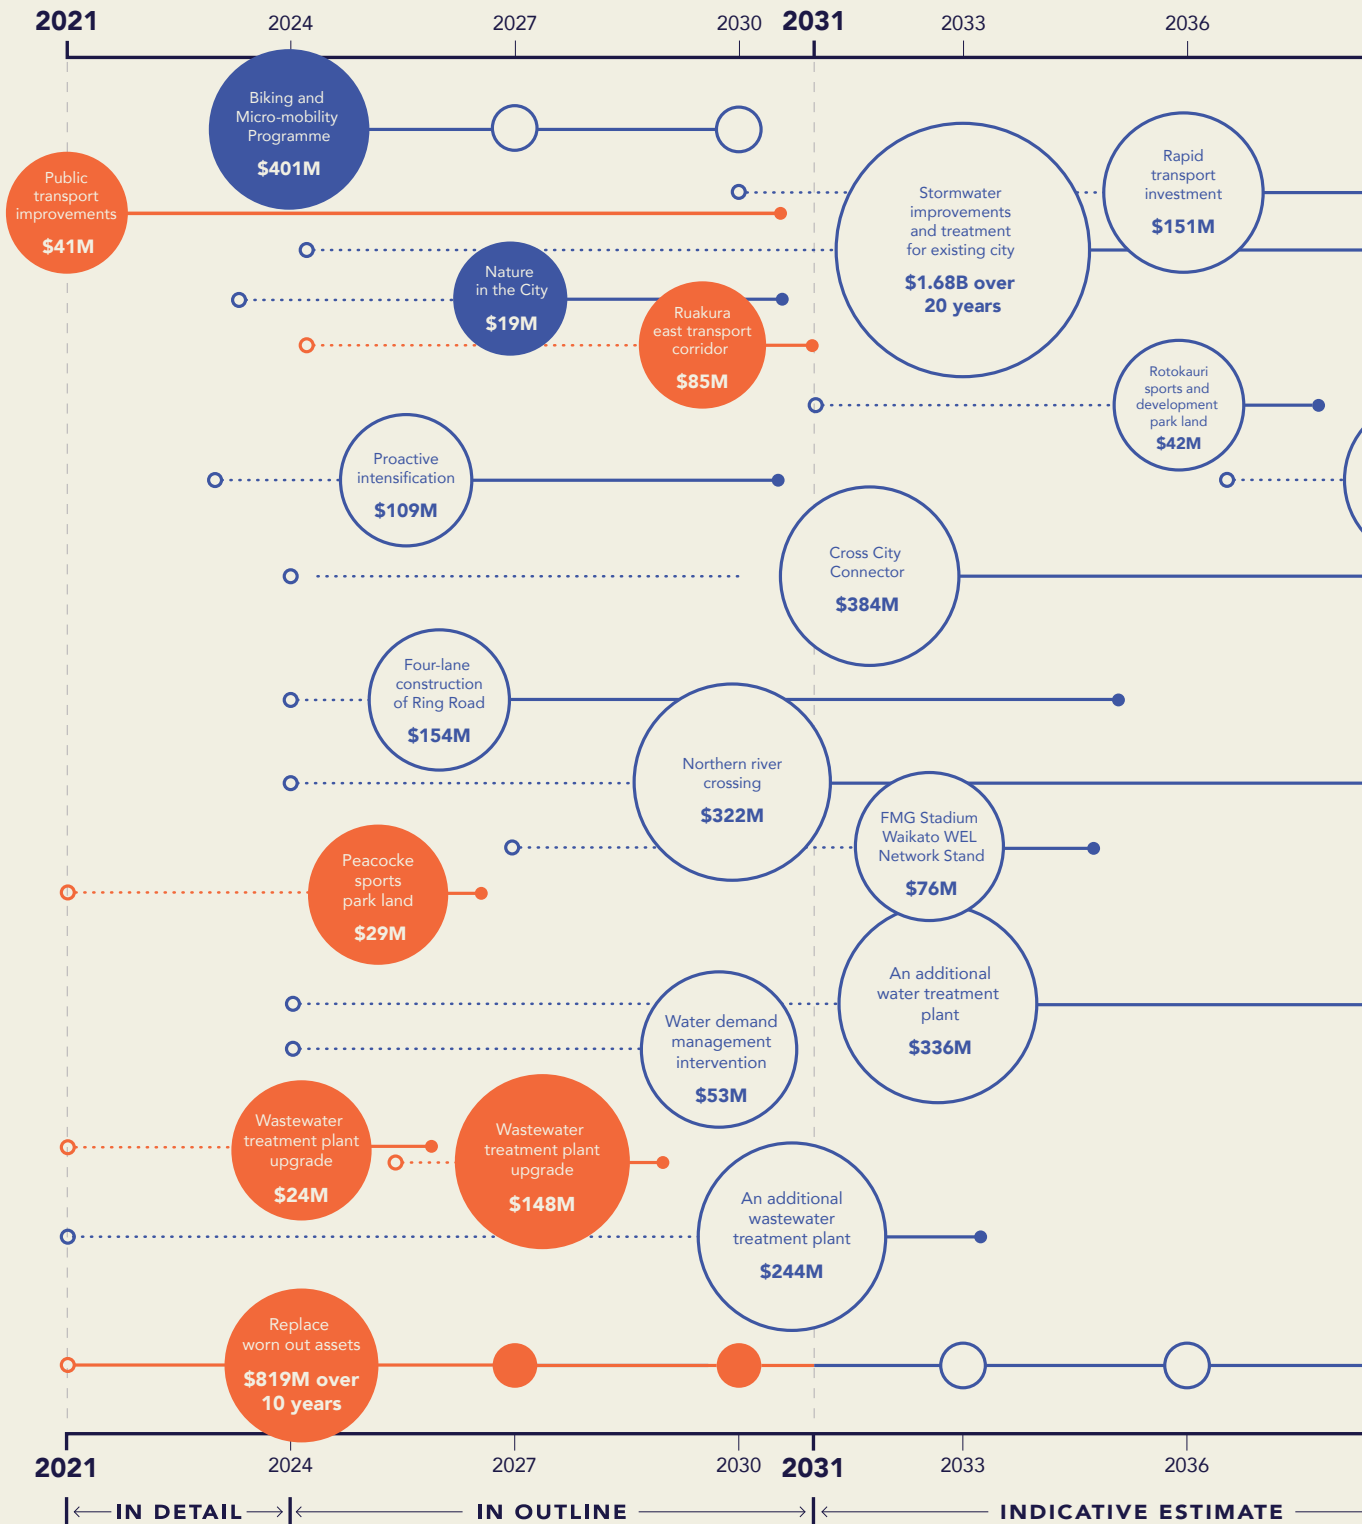 2021
2024
2027
2030
2031
2033
2036
Biking and
Micro-mobility
Programme
$401M
Public
transport
improvements
$41M
Rapid
transport
investment
$151M
Stormwater
improvements
and treatment
for existing city
$1.68B over
20 years
Nature
in the City
$19M
Ruakura
east transport
corridor
$85M
Rotokauri
sports and
development
park land
$42M
Proactive
intensification
$109M
Cross City
Connector
$384M
Four-lane
construction
of Ring Road
$154M
Northern river
crossing
$322M
FMG Stadium
Waikato WEL
Network Stand
$76M
Peacocke
sports
park land
$29M
An additional
water treatment
plant
$336M
Water demand
management
intervention
$53M
Wastewater
treatment plant
upgrade
$24M
Wastewater
treatment plant
upgrade
$148M
An additional
wastewater
treatment plant
$244M
Replace
worn out assets
$819M over
10 years
2021
2024
2027
2030
2031
2033
2036
IN DETAIL
IN OUTLINE
INDICATIVE ESTIMATE